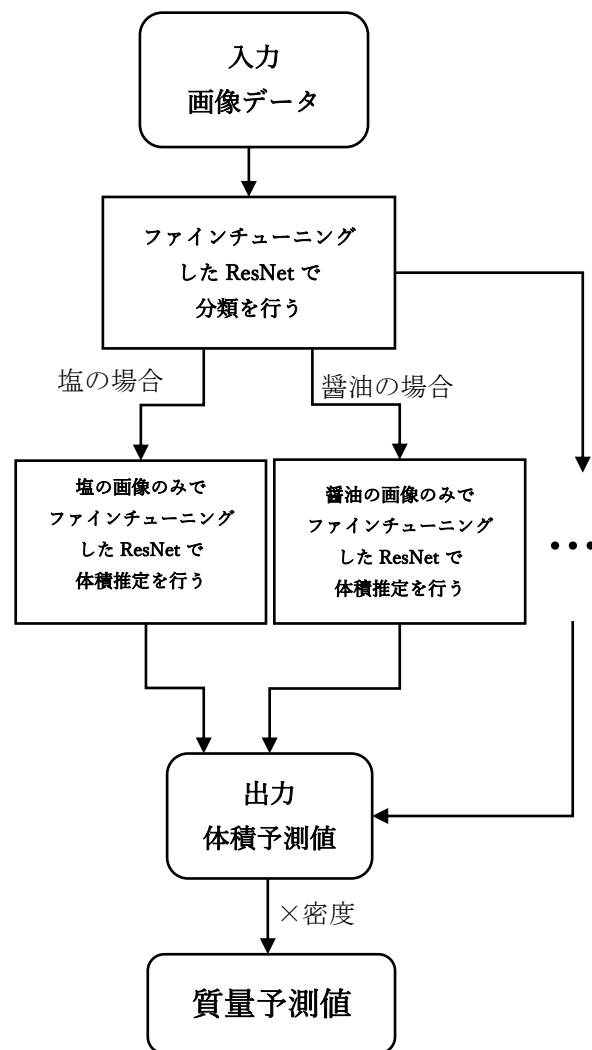 入力
画像データ
ファインチューニング
した ResNet で
分類を行う
塩の場合
醤油の場合
塩の画像のみで
ファインチューニング
した ResNet で
体積推定を行う
醤油の画像のみで
ファインチューニング
した ResNet で
体積推定を行う
…
出力
体積予測値
×密度
質量予測値